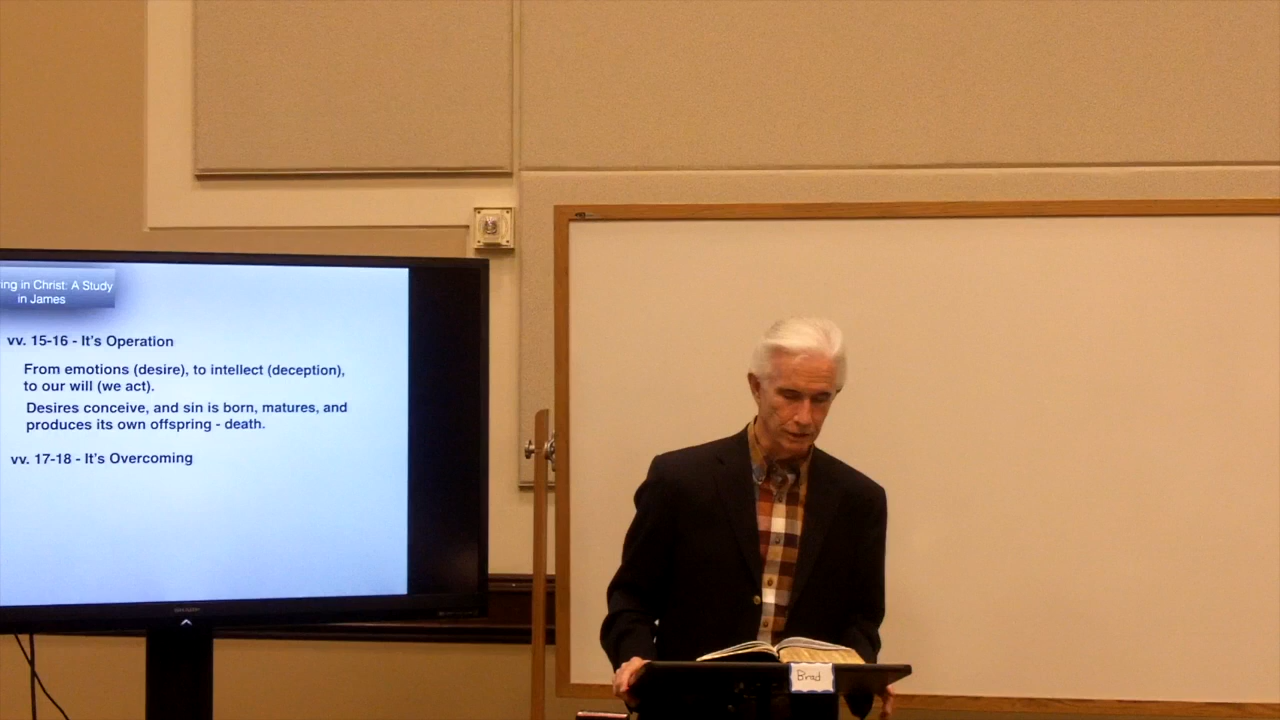 ing in Christ: A Study
in James
vv. 15-16 - It's Operation
From emotions (desire), to intellect (deception),
to our will (we act).
Desires conceive, and sin is born, matures, and
produces its own offspring - death.
vv. 17-18 - It's Overcoming
Brad